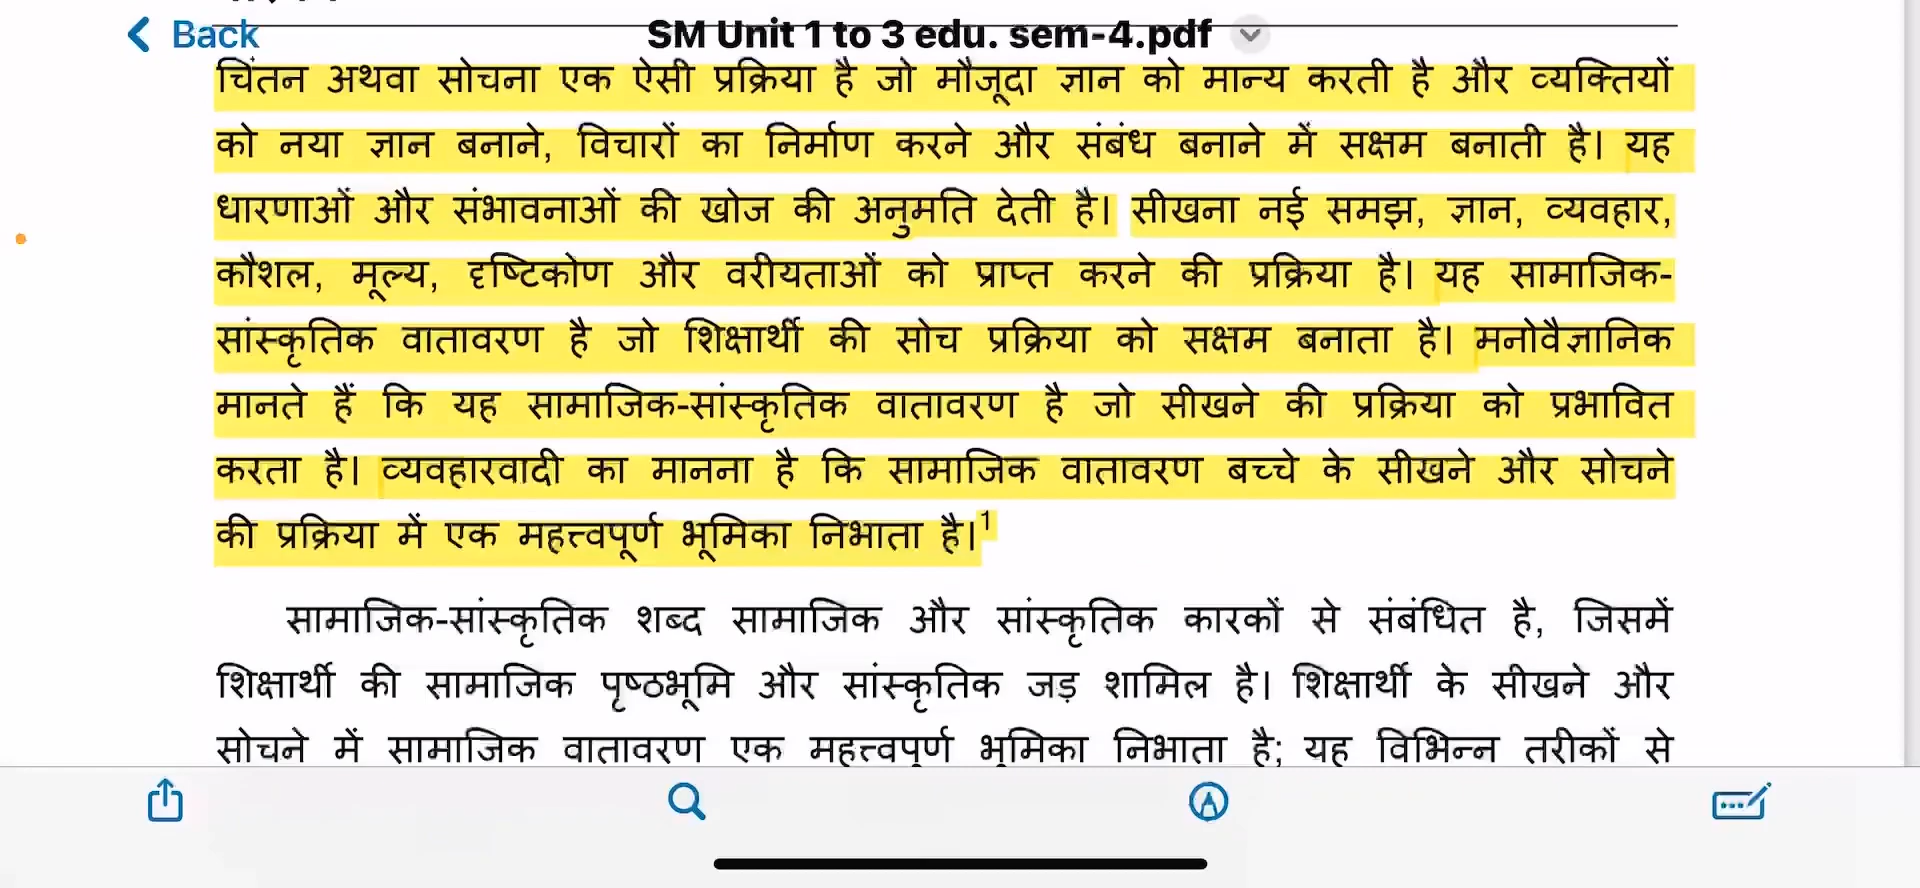 Back
SM Unit 1 to 3 edu. sem-4.pdf
चिंतन अथवा सोचना एक ऐसी प्रक्रिया है जो मौजूदा ज्ञान को मान्य करती है और व्यक्तियों
को नया ज्ञान बनाने, विचारों का निर्माण करने और संबंध बनाने में सक्षम बनाती है। यह
धारणाओं और संभावनाओं की खोज की अनुमति देती है। सीखना नई समझ, ज्ञान, व्यवहार,
कौशल, मूल्य, दृष्टिकोण और वरीयताओं को प्राप्त करने की प्रक्रिया है। यह सामाजिक-
सांस्कृतिक वातावरण है जो शिक्षार्थी की सोच प्रक्रिया को सक्षम बनाता है। मनोवैज्ञानिक
मानते हैं कि यह सामाजिक-सांस्कृतिक वातावरण है जो सीखने की प्रक्रिया को प्रभावित
करता है। व्यवहारवादी का मानना है कि सामाजिक वातावरण बच्चे के सीखने और सोचने
की प्रक्रिया में एक महत्त्वपूर्ण भूमिका निभाता है।1
सामाजिक-सांस्कृतिक शब्द सामाजिक और सांस्कृतिक कारकों से संबंधित है, जिसमें
शिक्षार्थी की सामाजिक पृष्ठभूमि और सांस्कृतिक जड़ शामिल है। शिक्षार्थी के सीखने और
सोचने में सामाजिक वातावरण एक महत्त्वपूर्ण भूमिका निभाता है; यह विभिन्न तरीकों से